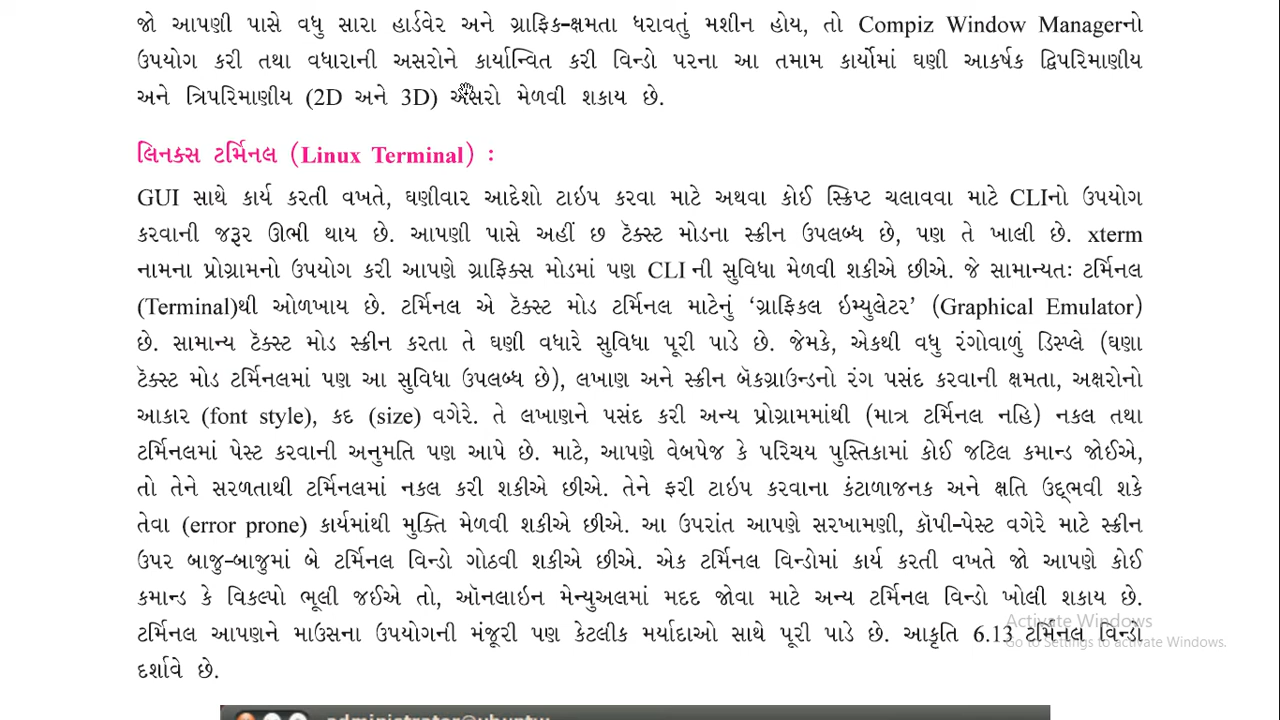 જો આપણી પાસે વધુ સારા હાર્ડવેર અને ગ્રાફિક-ક્ષમતા ધરાવતું મશીન હોય, તો Compiz Window Managerનો
ઉપયોગ કરી તથા વધારાની અસરોને કાર્યાન્વિત કરી વિન્ડો પરના આ તમામ કાર્યોમાં ઘણી આકર્ષક દ્વિપરિમાણીય
અને ત્રિપરિમાણીય (2D અને 3D) અસરો મેળવી શકાય છે.
લિનક્સ ટર્મિનલ (Linux Terminal) :
GUI સાથે કાર્ય કરતી વખતે, ઘણીવાર આદેશો ટાઇપ કરવા માટે અથવા કોઈ સ્ક્રિપ્ટ ચલાવવા માટે CLIનો ઉપયોગ
કરવાની જરૂર ઊભી થાય છે. આપણી પાસે અહીં છ ટૅક્સ્ટ મોડના સ્ક્રીન ઉપલબ્ધ છે, પણ તે ખાલી છે. xterm
નામના પ્રોગ્રામનો ઉપયોગ કરી આપણે ગ્રાફિક્સ મોડમાં પણ CLI ની સુવિધા મેળવી શકીએ છીએ. જે સામાન્યતઃ ટર્મિનલ
(Terminal)થી ઓળખાય છે. ટર્મિનલ એ ટૅક્સ્ટ મોડ ટર્મિનલ માટેનું ‘ગ્રાફિકલ ઇમ્યુલેટર’ (Graphical Emulator)
છે. સામાન્ય ટૅક્સ્ટ મોડ સ્ક્રીન કરતા તે ઘણી વધારે સુવિધા પૂરી પાડે છે. જેમકે, એકથી વધુ રંગોવાળું ડિસ્પ્લે (ઘણા
ટૅક્સ્ટ મોડ ટર્મિનલમાં પણ આ સુવિધા ઉપલબ્ધ છે), લખાણ અને સ્ક્રીન બૅકગ્રાઉન્ડનો રંગ પસંદ કરવાની ક્ષમતા, અક્ષરોનો
આકાર (font style), કદ (size) વગેરે. તે લખાણને પસંદ કરી અન્ય પ્રોગ્રામમાંથી (માત્ર ટર્મિનલ નહિ) નકલ તથા
ટર્મિનલમાં પેસ્ટ કરવાની અનુમતિ પણ આપે છે. માટે, આપણે વેબપેજ કે પરિચય પુસ્તિકામાં કોઈ જટિલ કમાન્ડ જોઈએ,
તો તેને સરળતાથી ટર્મિનલમાં નકલ કરી શકીએ છીએ. તેને ફરી ટાઇપ કરવાના કંટાળાજનક અને ક્ષતિ ઉદ્ભવી શકે
તેવા (error prone) કાર્યમાંથી મુક્તિ મેળવી શકીએ છીએ. આ ઉપરાંત આપણે સરખામણી, કૉપી-પેસ્ટ વગેરે માટે સ્ક્રીન
ઉપર બાજુ-બાજુમાં બે ટર્મિનલ વિન્ડો ગોઠવી શકીએ છીએ. એક ટર્મિનલ વિન્ડોમાં કાર્ય કરતી વખતે જો આપણે કોઈ
કમાન્ડ કે વિકલ્પો ભૂલી જઈએ તો, ઑનલાઇન મેન્યુઅલમાં મદદ જોવા માટે અન્ય ટર્મિનલ વિન્ડો ખોલી શકાય છે.
ટર્મિનલ આપણને માઉસના ઉપયોગની મંજૂરી પણ કેટલીક મર્યાદાઓ સાથે પૂરી પાડે છે. આકૃતિ 6.13 ટર્મિનલ વિન્ડો
દર્શાવે છે.
Activate Windows
Go to Settings to activate Windows.
administrator@ubuntu